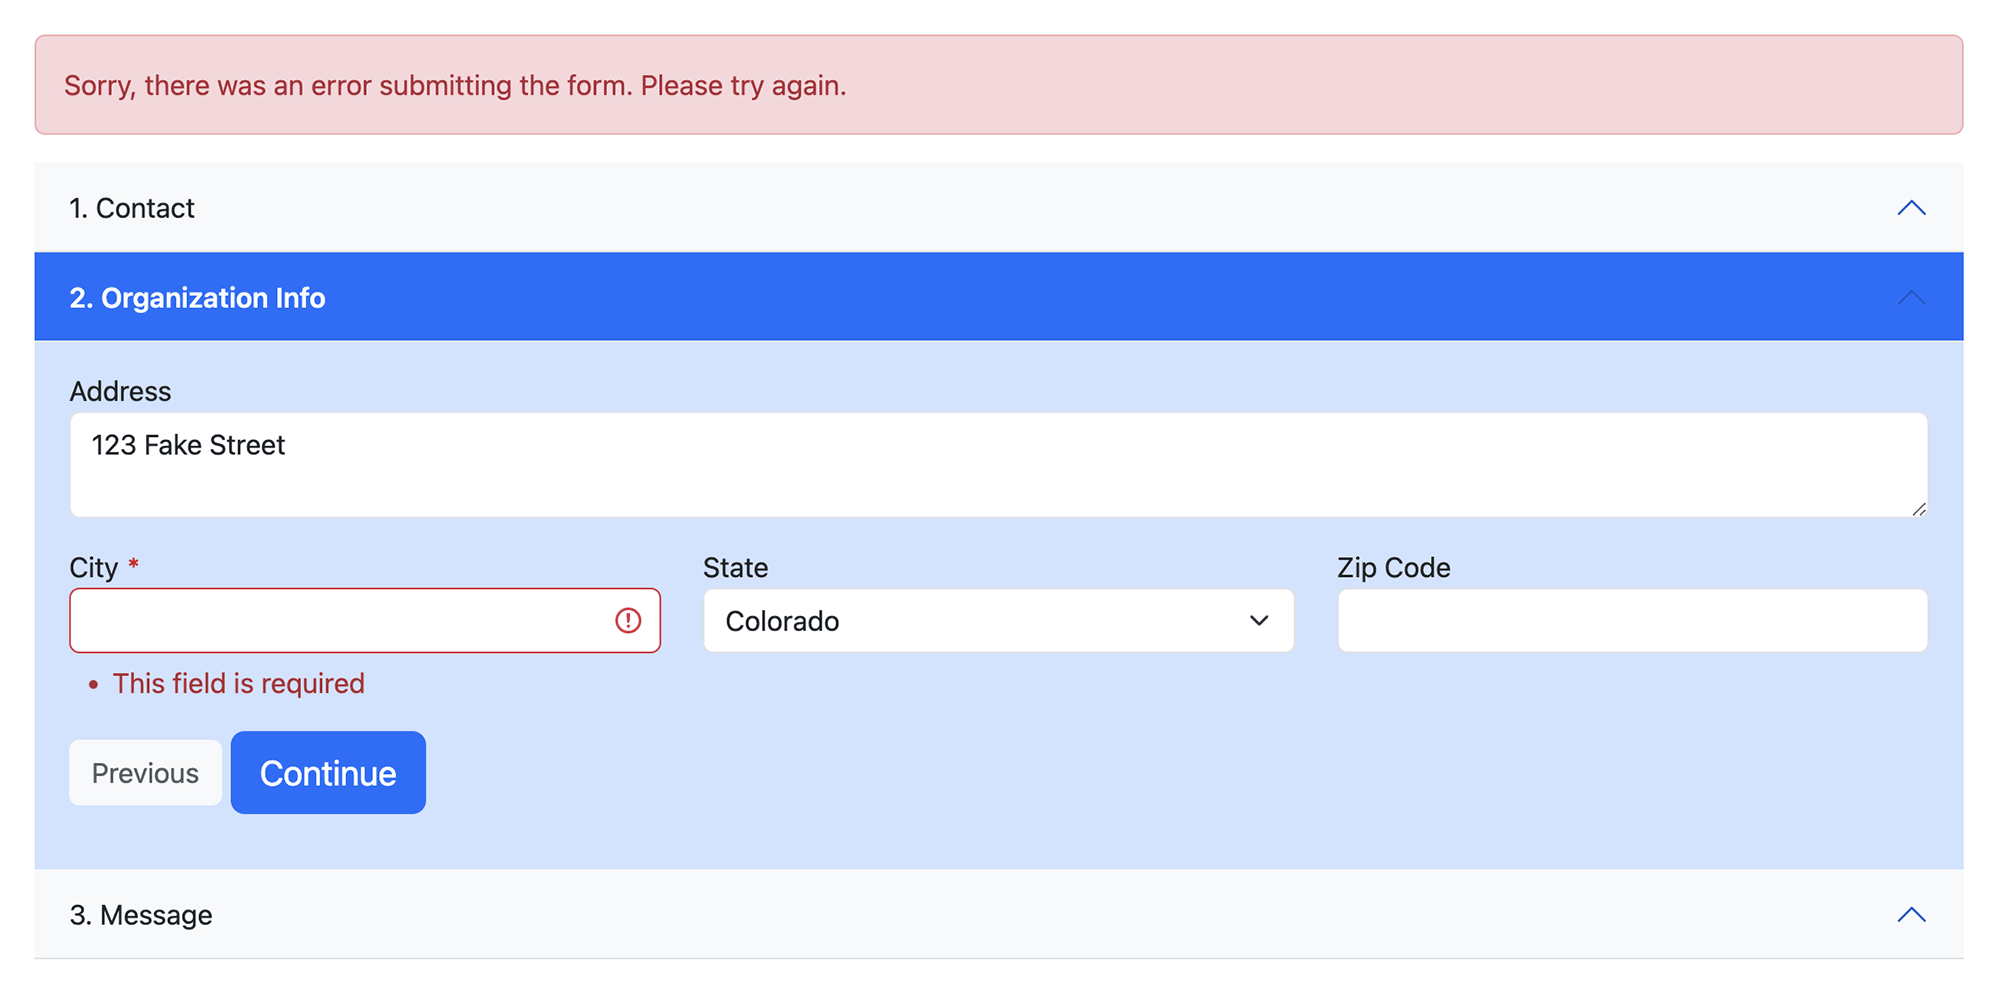 Sorry, there was an error submitting the form. Please try again.
1. Contact
2. Organization Info
Address
123 Fake Street
City *
State
Zip Code
Colorado
• This field is required
Previous
Continue
3. Message